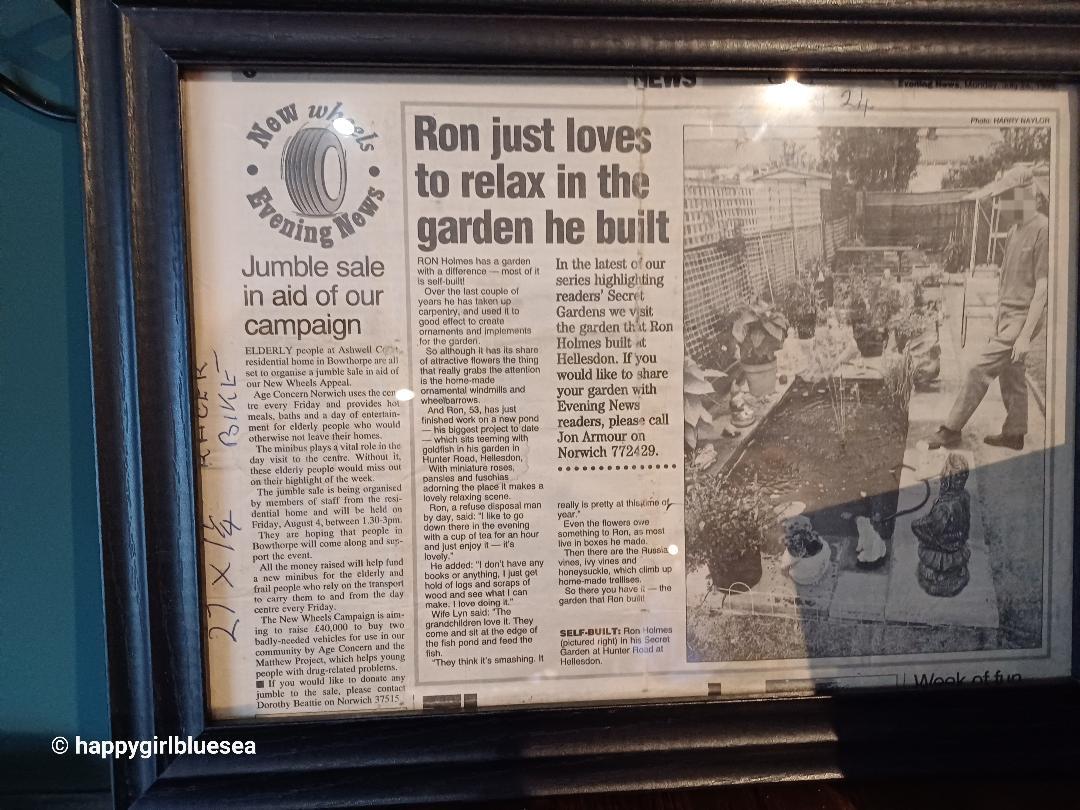 NEWS
Evening News, Monday, July
24
New wheels
Evening News
Jumble sale
in aid of our
campaign
ELDERLY people at Ashwell
residential home in Bowthorpe are all
set to organise a jumble sale in aid of
our New Wheels Appeal.
Age Concern Norwich uses the cen-
tre every Friday and provides hot
meals, baths and a day of entertain-
ment for elderly people who would
otherwise not leave their homes.
The minibus plays a vital role in the
day visit to the centre. Without it,
these elderly people would miss out
on their highlight of the week.
The jumble sale is being organised
by members of staff from the resi-
dential home and will be held on
Friday, August 4, between 1.30-3pm.
They are hoping that people in
Bowthorpe will come along and sup-
port the event.
All the money raised will help fund
a new minibus for the elderly and
frail people who rely on the transport
to carry them to and from the day
centre every Friday.
The New Wheels Campaign is aim-
ing to raise £40,000 to buy two
badly-needed vehicles for use in our
community by Age Concern and the
Matthew Project, which helps young
people with drug-related problems.
■ If you would like to donate any
jumble to the sale, please contact
Dorothy Beattie on Norwich 37515
27 X 1¼
RACER
BIKE
Ron just loves
to relax in the
garden he built
RON Holmes has a garden
with a difference — most of it
is self-built!
Over the last couple of
years he has taken up
carpentry, and used it to
good effect to create
ornaments and implements
for the garden.
So although it has its share
of attractive flowers the thing
that really grabs the attention
is the home-made
ornamental windmills and
wheelbarrows.
And Ron, 53, has just
finished work on a new pond
— his biggest project to date
— which sits teeming with
goldfish in his garden in
Hunter Road, Hellesdon.
With miniature roses,
pansies and fuschias
adorning the place it makes a
lovely relaxing scene.
Ron, a refuse disposal man
by day, said: "I like to go
down there in the evening
with a cup of tea for an hour
and just enjoy it — it's
lovely."
He added: "I don't have any
books or anything, I just get
hold of logs and scraps of
wood and see what I can
make. I love doing it."
Wife Lyn said: "The
grandchildren love it. They
come and sit at the edge of
the fish pond and feed the
fish.
"They think it's smashing. It
In the latest of our
series highlighting
readers' Secret
Gardens we visit
the garden that Ron
Holmes built at
Hellesdon. If you
would like to share
your garden with
Evening News
readers, please call
Jon Armour on
Norwich 772429.
really is pretty at this time of
year."
Even the flowers owe
something to Ron, as most
live in boxes he made.
Then there are the Russian
vines, ivy vines and
honeysuckle, which climb up
home-made trellises.
So there you have it — the
garden that Ron built!
SELF-BUILT: Ron Holmes
(pictured right) in his Secret
Garden at Hunter Road at
Hellesdon.
Photo: HARRY NAYLOR
Week of fun
© happygirlbluesea